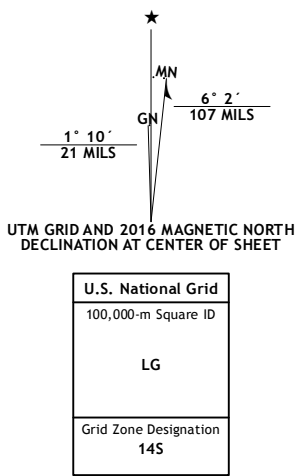 ★
MN
GN
6° 2´
107 MILS
1° 10´
21 MILS
UTM GRID AND 2016 MAGNETIC NORTH
DECLINATION AT CENTER OF SHEET
U.S. National Grid
100,000-m Square ID
LG
Grid Zone Designation
14S